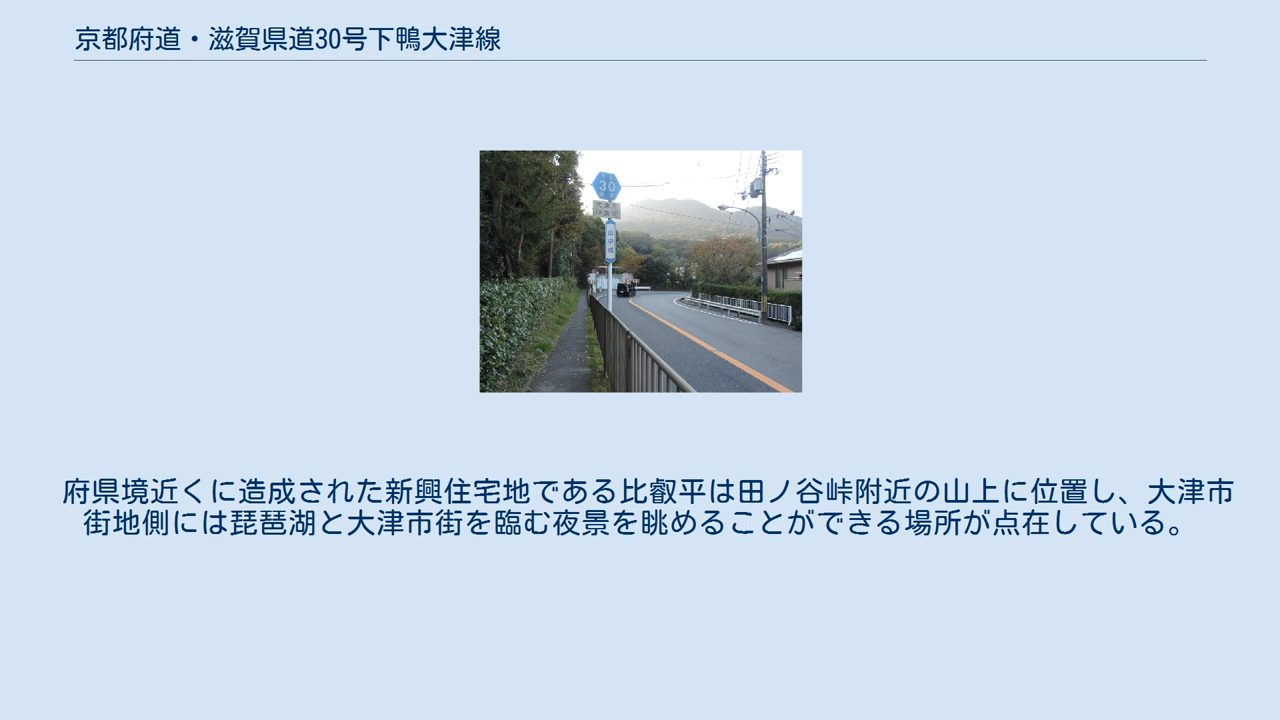 京都府道・滋賀県道30号下鴨大津線
30
山中町
府県境近くに造成された新興住宅地である比叡平は田ノ谷峠附近の山上に位置し、大津市
街地側には琵琶湖と大津市街を臨む夜景を眺めることができる場所が点在している。